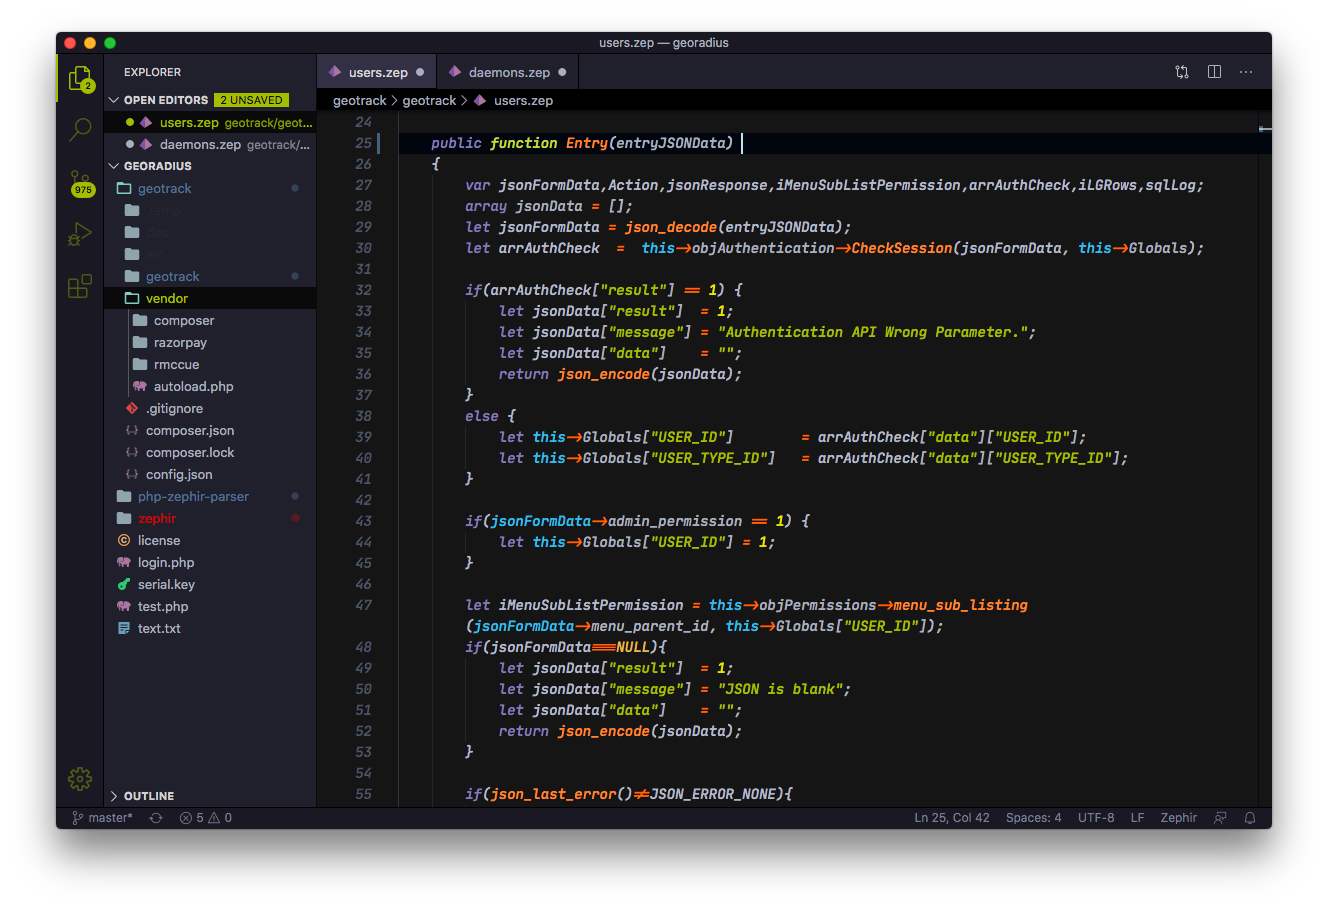 users.zep — georadius
2
975
EXPLORER
OPEN EDITORS 2 UNSAVED
users.zep geotrack/geot...
daemons.zep geotrack/...
GEORADIUS
geotrack
.temp
doc
ext
geotrack
vendor
composer
razorpay
rmccue
autoload.php
.gitignore
composer.json
composer.lock
config.json
php-zephir-parser
zephir
license
login.php
serial.key
test.php
text.txt
OUTLINE
users.zep daemons.zep
geotrack > geotrack > users.zep
24
25 public function Entry(entryJSONData)
26 {
27 var jsonFormData,Action,jsonResponse,iMenuSubListPermission,arrAuthCheck,iLGRows,sqlLog;
28 array jsonData = [];
29 let jsonFormData = json_decode(entryJSONData);
30 let arrAuthCheck = this->objAuthentication->CheckSession(jsonFormData, this->Globals);
31
32 if(arrAuthCheck["result"] == 1) {
33 let jsonData["result"] = 1;
34 let jsonData["message"] = "Authentication API Wrong Parameter.";
35 let jsonData["data"] = "";
36 return json_encode(jsonData);
37 }
38 else {
39 let this->Globals["USER_ID"] = arrAuthCheck["data"]["USER_ID"];
40 let this->Globals["USER_TYPE_ID"] = arrAuthCheck["data"]["USER_TYPE_ID"];
41 }
42
43 if(jsonFormData->admin_permission == 1) {
44 let this->Globals["USER_ID"] = 1;
45 }
46
47 let iMenuSubListPermission = this->objPermissions->menu_sub_listing
(jsonFormData->menu_parent_id, this->Globals["USER_ID"]);
48 if(jsonFormData===NULL){
49 let jsonData["result"] = 1;
50 let jsonData["message"] = "JSON is blank";
51 let jsonData["data"] = "";
52 return json_encode(jsonData);
53 }
54
55 if(json_last_error()!=JSON_ERROR_NONE){
master* 5 0 Ln 25, Col 42 Spaces: 4 UTF-8 LF Zephir